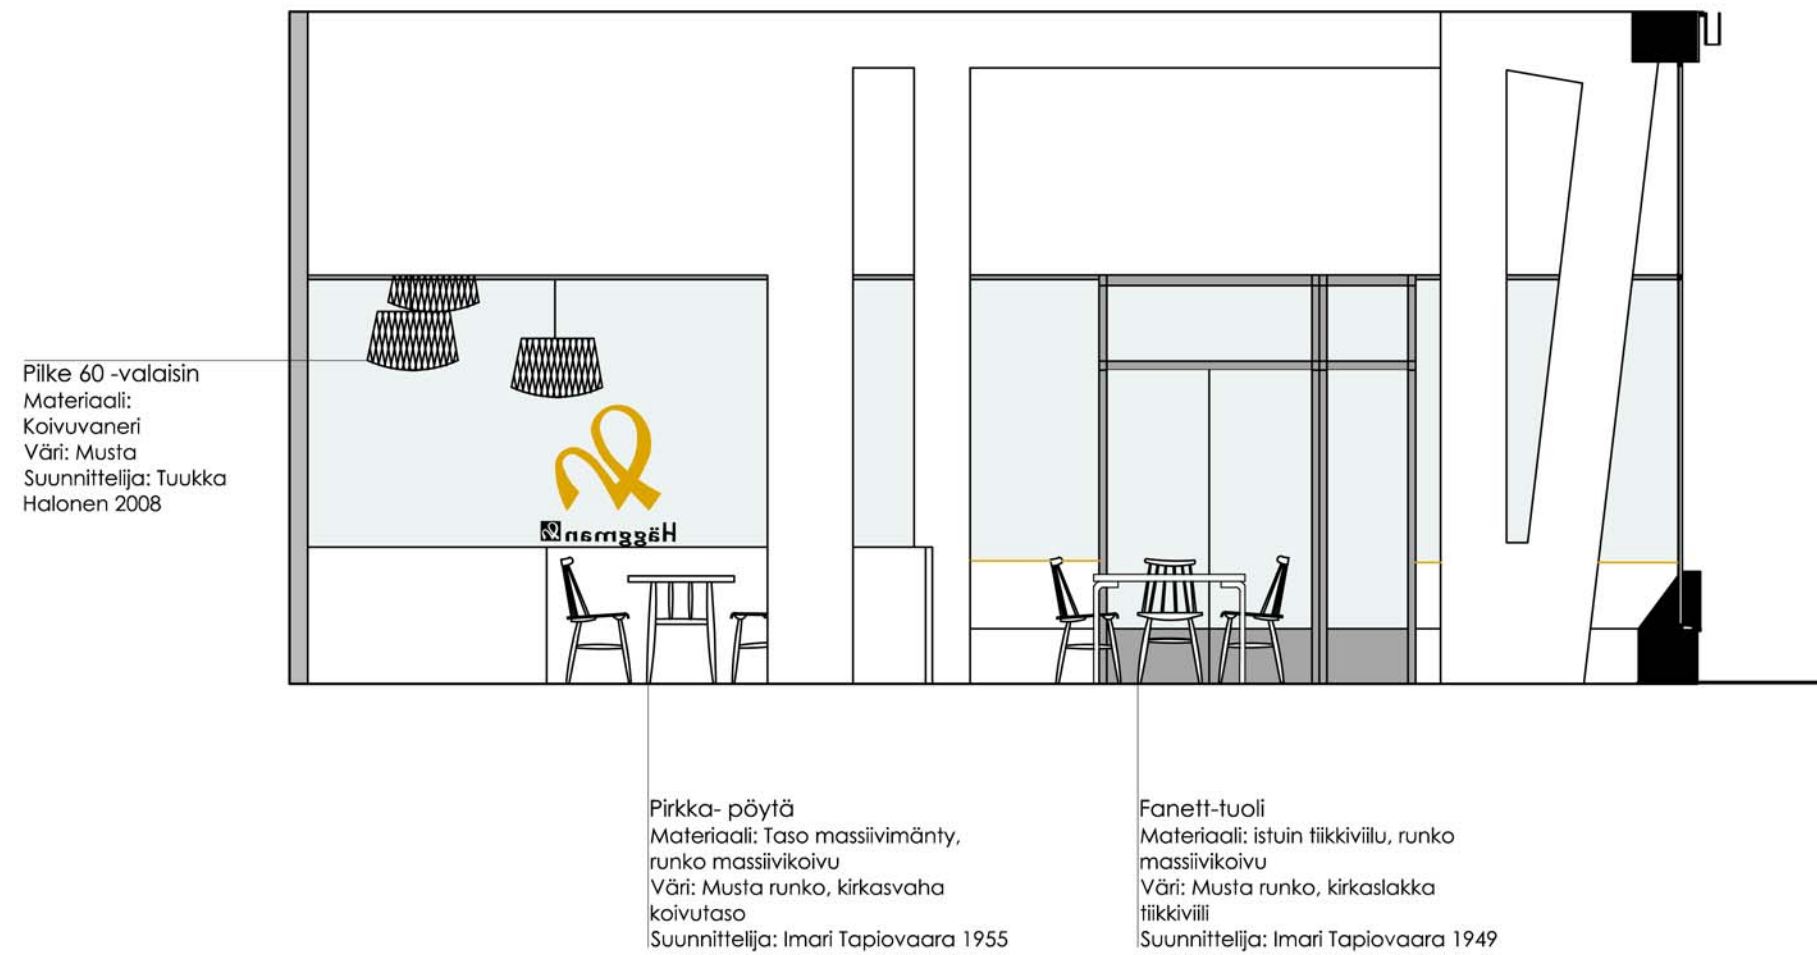 Pilke 60 -valaisin
Materiaali:
Koivuvaneri
Väri: Musta
Suunnittelija: Tuukka
Halonen 2008
Häggman
Pirkka- pöytä
Materiaali: Taso massiivimänty,
runko massiivikoivu
Väri: Musta runko, kirkasvaha
koivutaso
Suunnittelija: Imari Tapiovaara 1955
Fanett-tuoli
Materiaali: istuin tiikkiviilu, runko
massiivikoivu
Väri: Musta runko, kirkaslakka
tiikkiviili
Suunnittelija: Imari Tapiovaara 1949